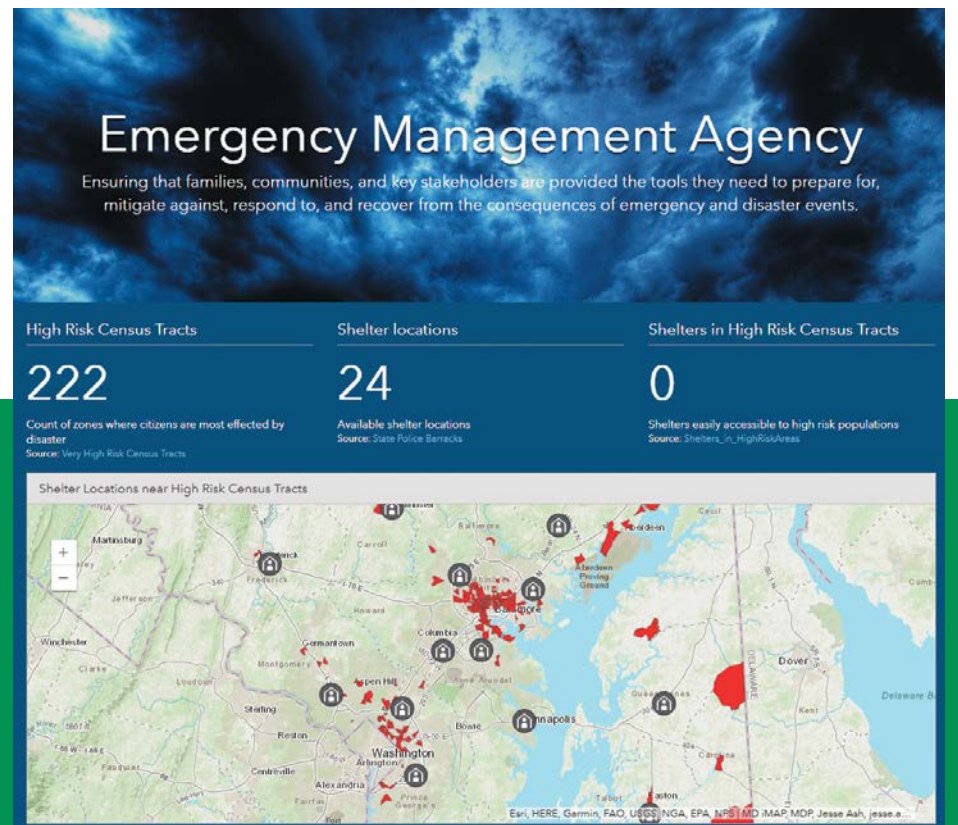 Emergency Management Agency
Ensuring that families, communities, and key stakeholders are provided the tools they need to prepare for,
mitigate against, respond to, and recover from the consequences of emergency and disaster events.
High Risk Census Tracts
222
Count of zones where citizens are most effected by
disaster
Source: Very High Risk Census Tracts
Shelter locations
24
Available shelter locations
Source: State Police Barracks
Shelters in High Risk Census Tracts
0
Shelters easily accessible to high risk populations
Source: Shelters_in_HighRiskAreas
Shelter Locations near High Risk Census Tracts
+
−
Martinsburg
Baltimore
Cecil
Carroll
Aberdeen
Proving
Ground
Frederick
Jefferson
Howard
Winchester
Germantown
Columbia
Clarke
Montgomery
Dover
DELAWARE
Loudoun
Aspen Hill
Anne Arundel
Kent
Sterling
Delaware B
Reston
Bowie
nnapolis
Washington
Arlington
Fauquier
Centreville
Caroline
Alexandria
Prince
George's
Fairfax
Talbot
aston
Fort
Esri, HERE, Garmin, FAO, USGS, NGA, EPA, NPS | MD iMAP, MDP, Jesse Ash, jesse.e...